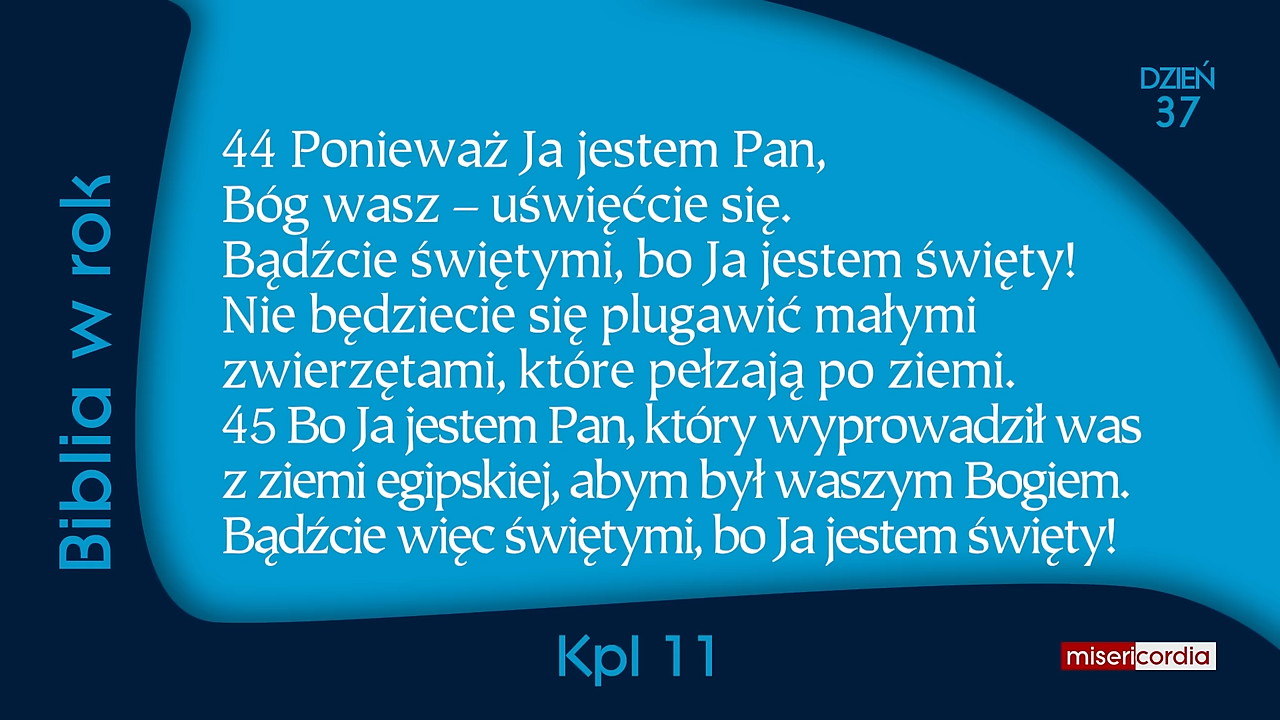 DZIEŃ
37
Biblia w rok
44 Ponieważ Ja jestem Pan,
Bóg wasz – uświęćcie się.
Bądźcie świętymi, bo Ja jestem święty!
Nie będziecie się plugawić małymi
zwierzętami, które pełzają po ziemi.
45 Bo Ja jestem Pan, który wyprowadził was
z ziemi egipskiej, abym był waszym Bogiem.
Bądźcie więc świętymi, bo Ja jestem święty!
Kpl 11
misericordia